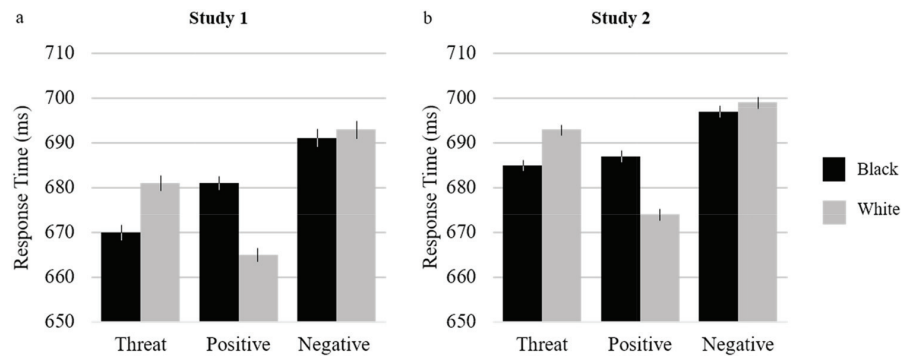 a
Study 1
Response Time (ms)
710
700
690
680
670
660
650
Threat Positive Negative
b
Study 2
Response Time (ms)
710
700
690
680
670
660
650
Threat Positive Negative
Black
White